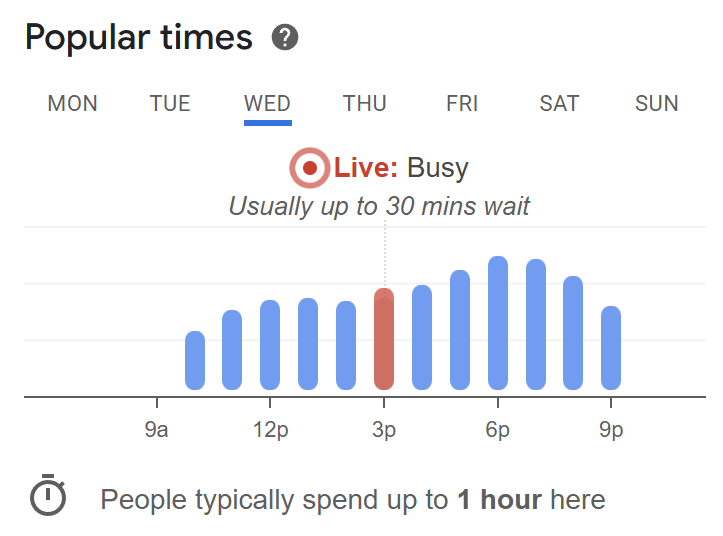 Popular times ?
MON TUE WED THU FRI SAT SUN
Live: Busy
Usually up to 30 mins wait
9a 12p 3p 6p 9p
People typically spend up to 1 hour here